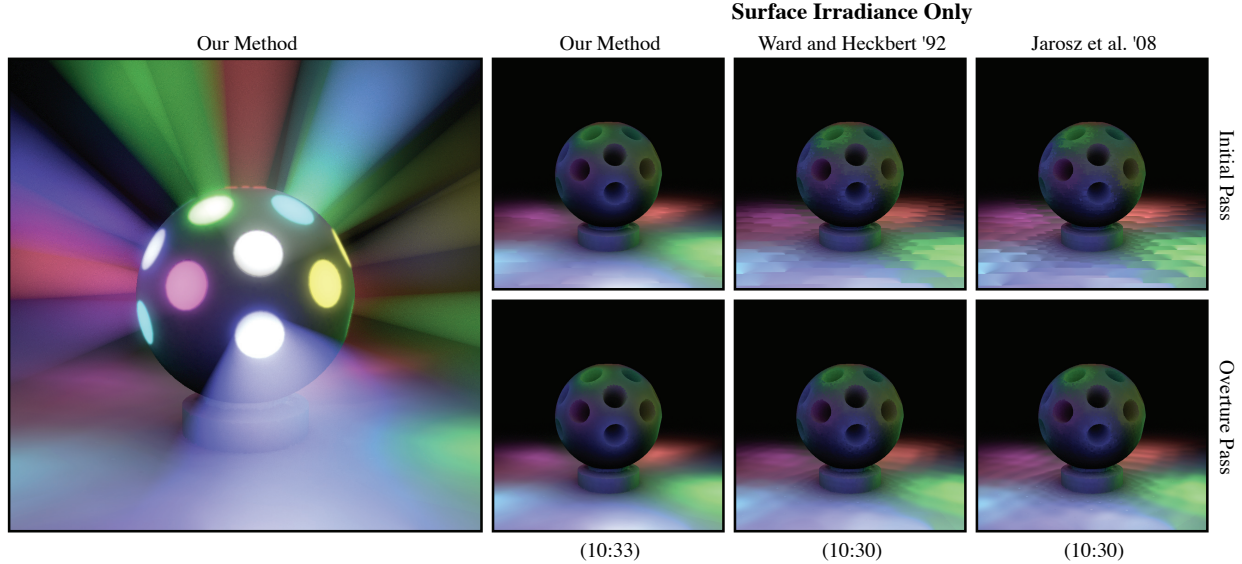 Surface Irradiance Only
Our Method
Our Method
Ward and Heckbert '92
Jarosz et al. '08
Initial Pass
Overture Pass
(10:33)
(10:30)
(10:30)